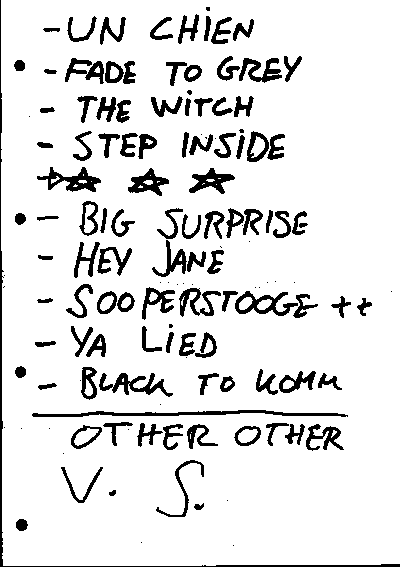 - UN CHIEN
- FADE TO GREY
- THE WITCH
- STEP INSIDE
- BIG SURPRISE
- HEY JANE
- SOOPERSTOOGE ++
- YA LIED
- BLACK TO KOMM
OTHER OTHER
V. S.